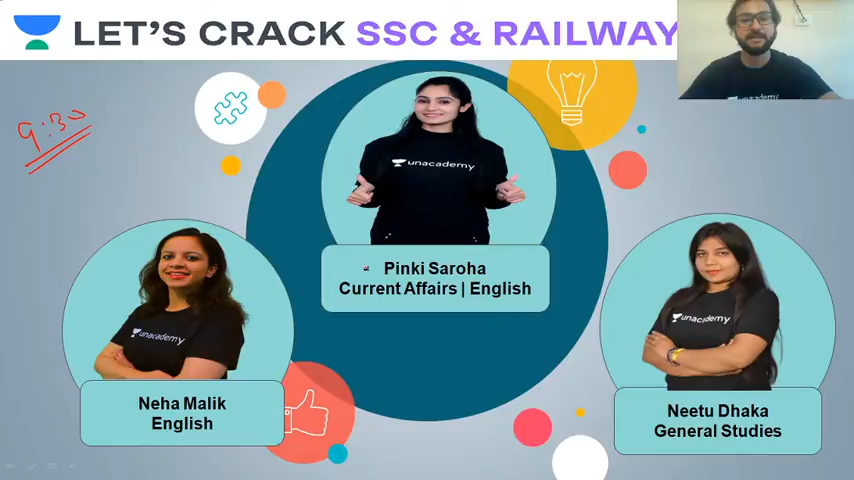 LET'S CRACK SSC & RAILWAY
9:30
unacademy
Pinki Saroha
Current Affairs | English
unacademy
Neha Malik
English
unacademy
Neetu Dhaka
General Studies
unacademy